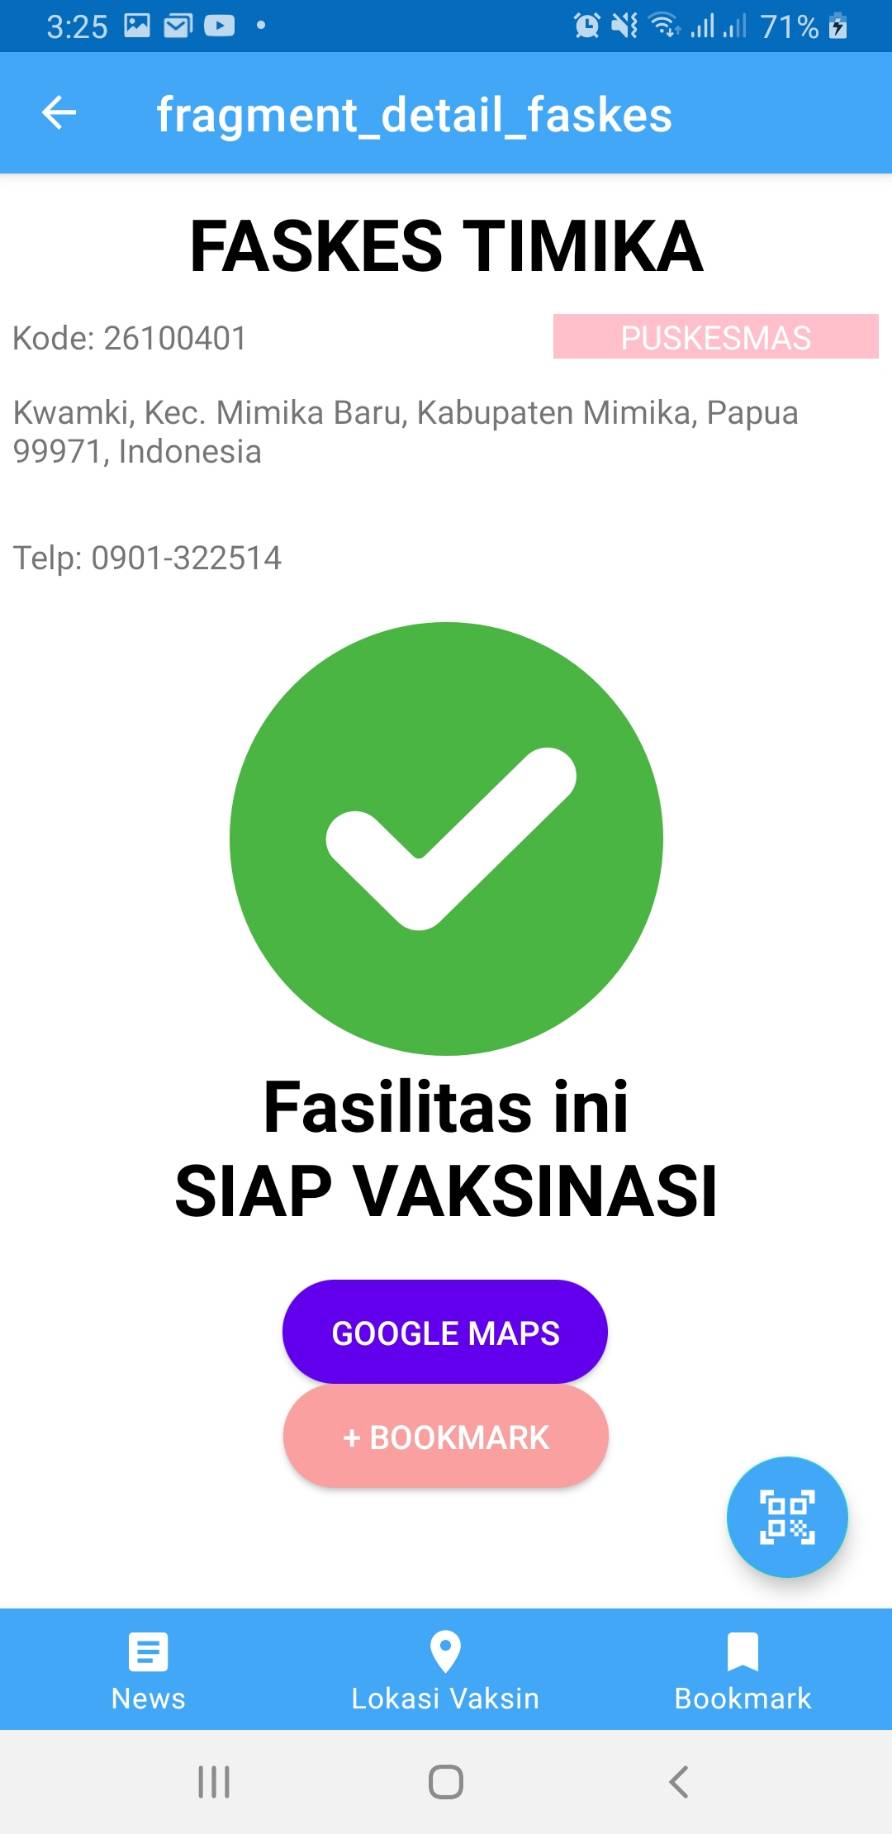 3:25
71%
fragment_detail_faskes
FASKES TIMIKA
Kode: 26100401
PUSKESMAS
Kwamki, Kec. Mimika Baru, Kabupaten Mimika, Papua
99971, Indonesia
Telp: 0901-322514
Fasilitas ini
SIAP VAKSINASI
GOOGLE MAPS
+ BOOKMARK
News
Lokasi Vaksin
Bookmark